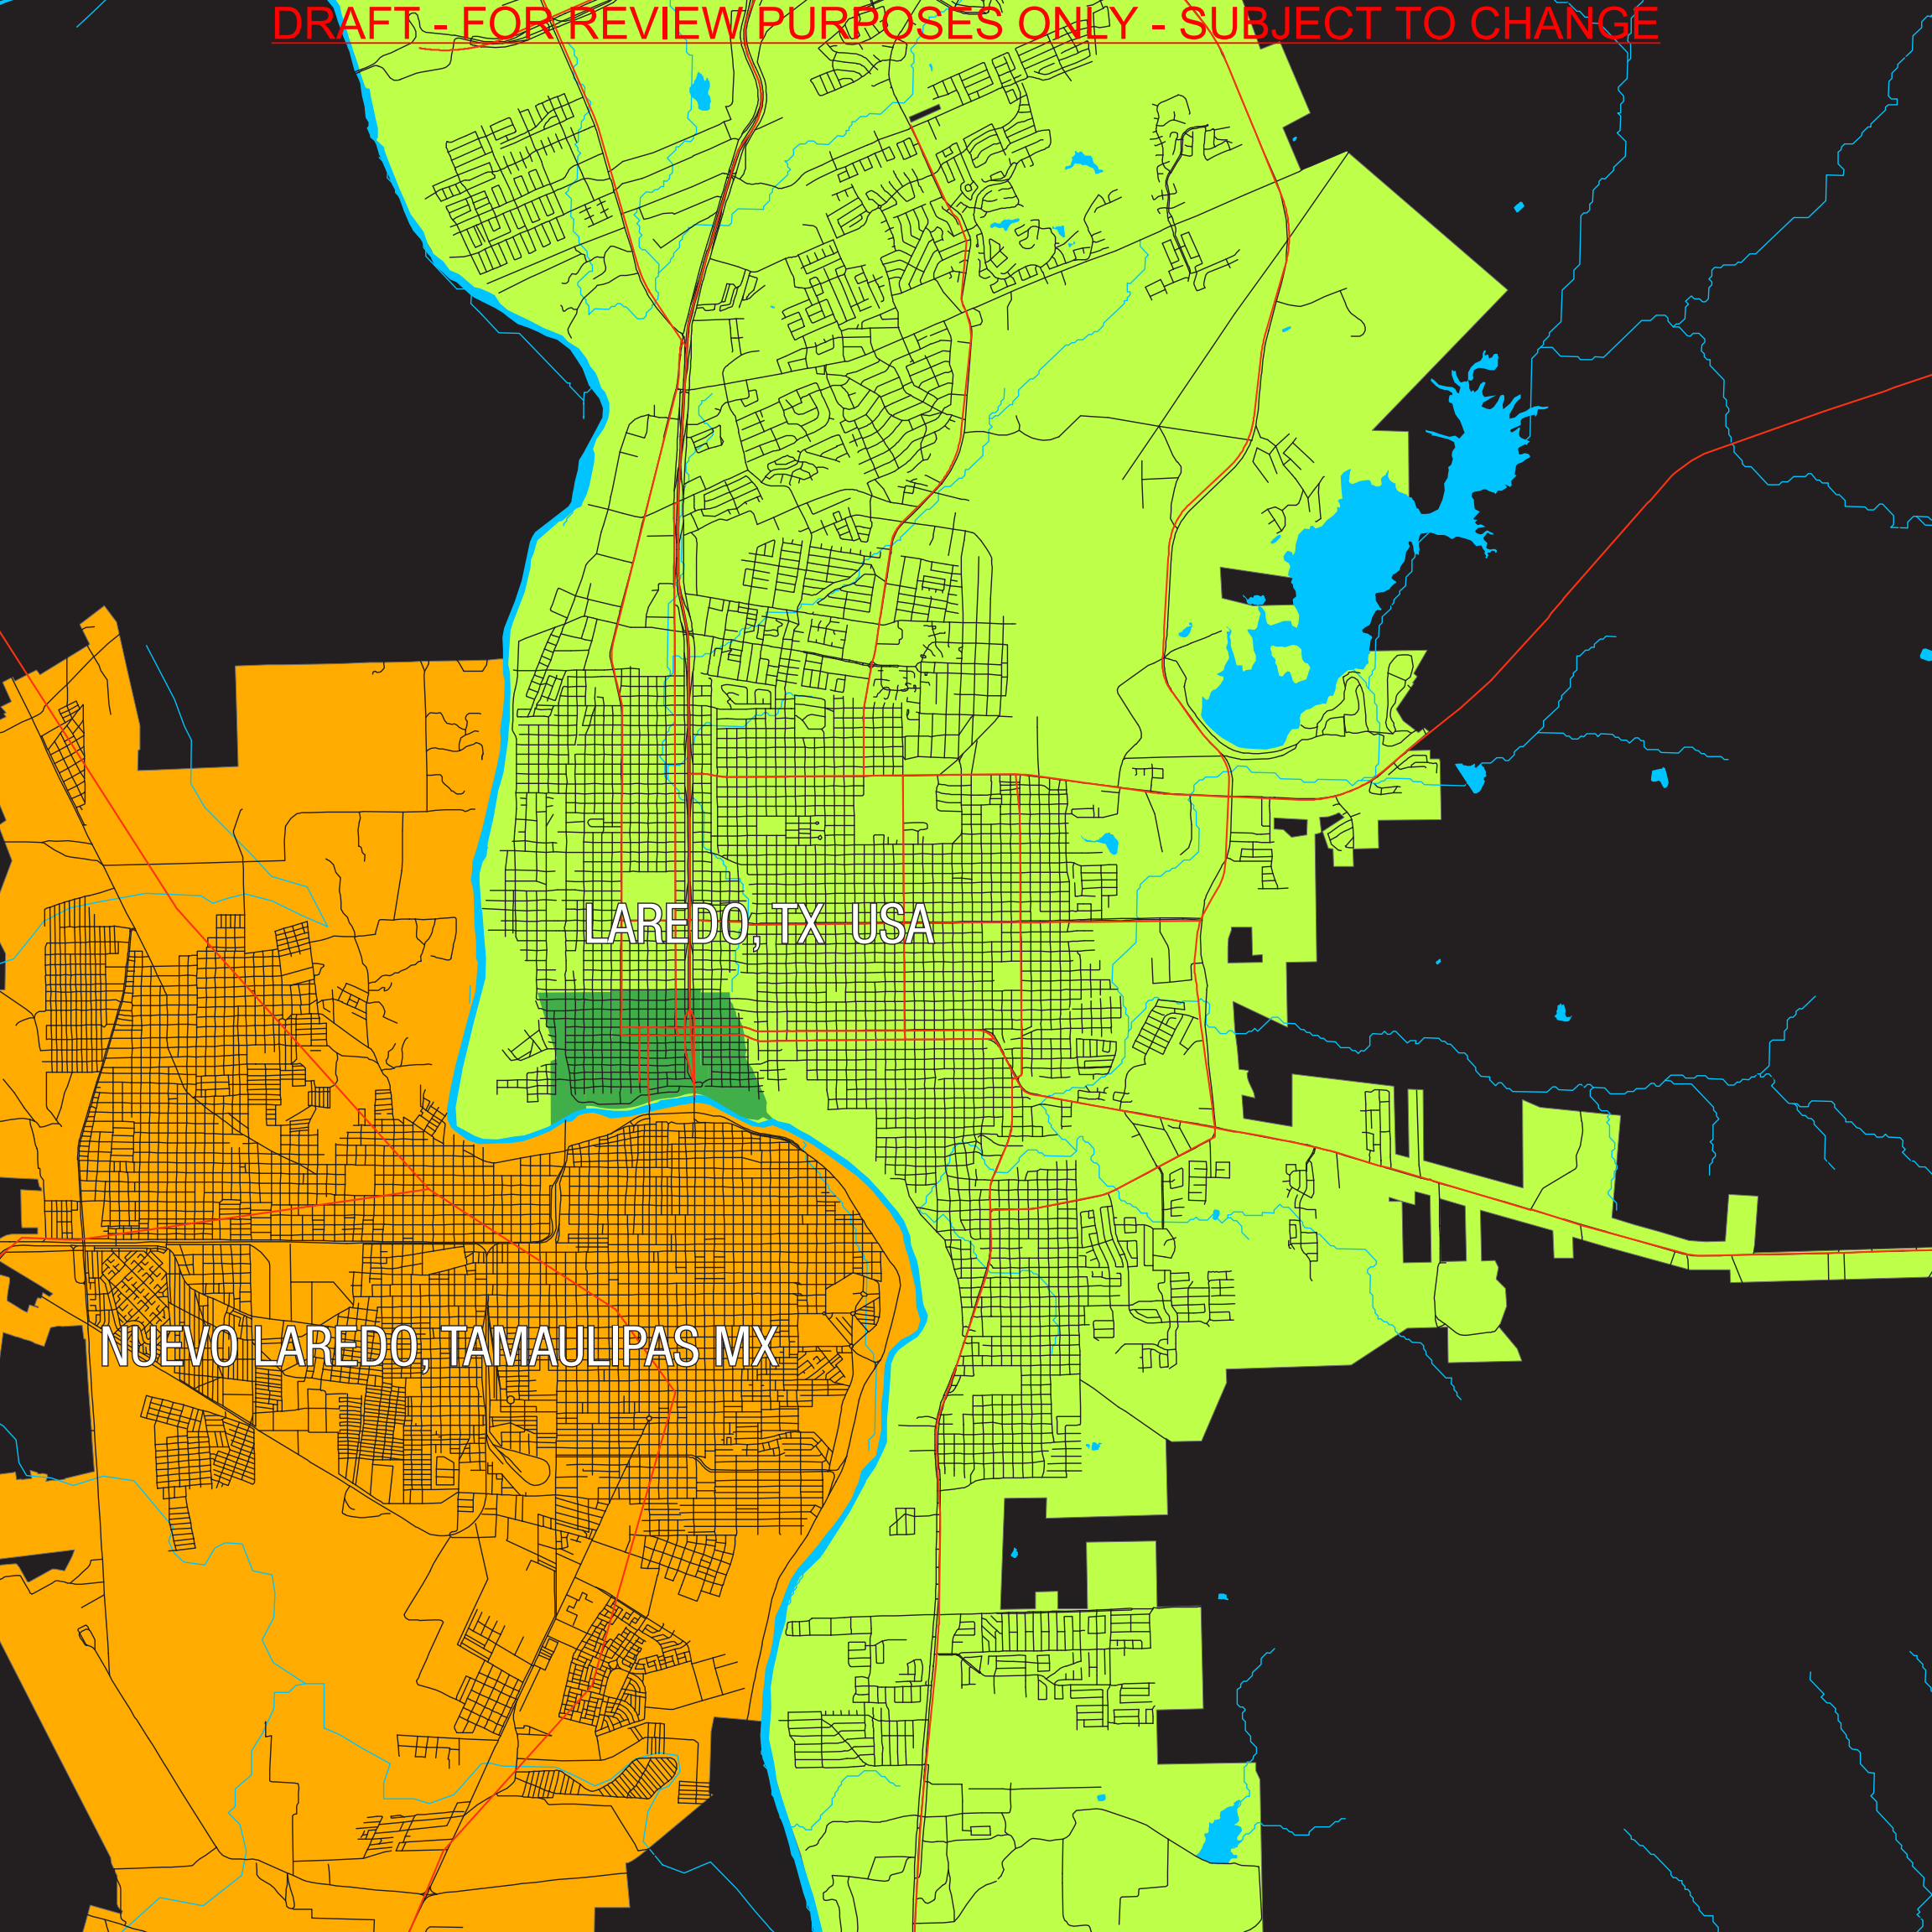 DRAFT - FOR REVIEW PURPOSES ONLY - SUBJECT TO CHANGE
LAREDO, TX USA
NUEVO LAREDO, TAMAULIPAS MX